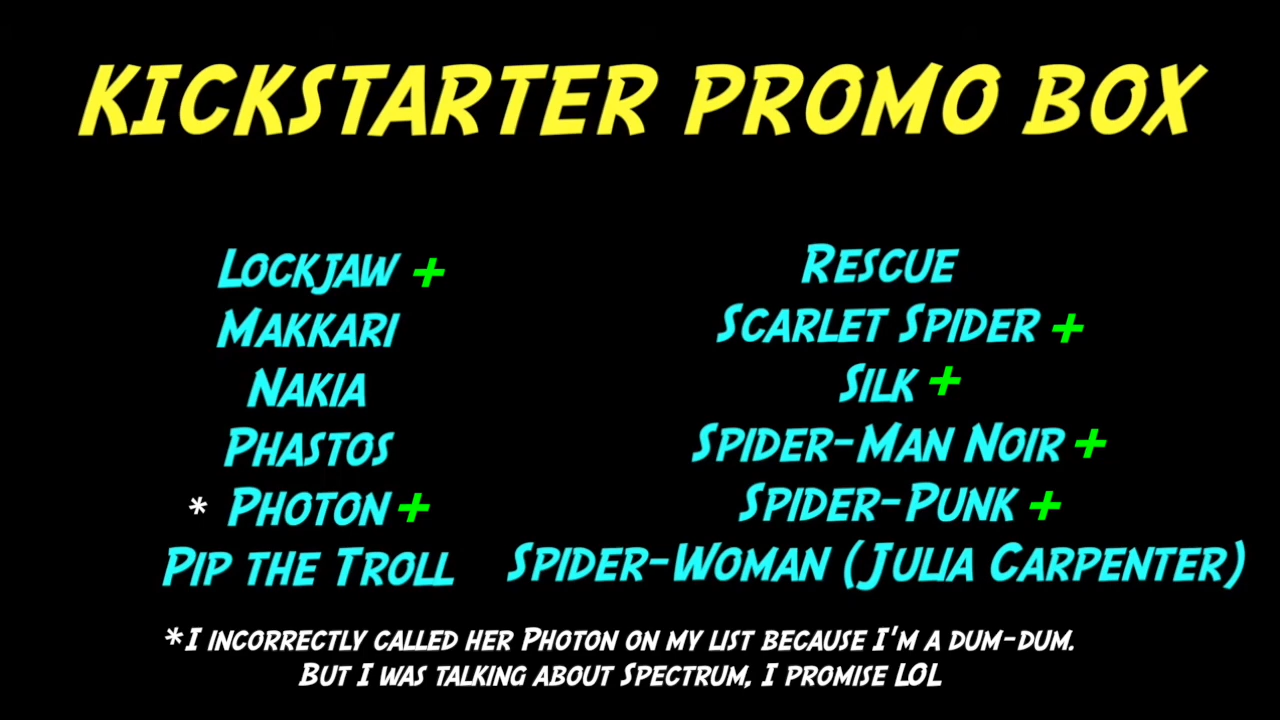 KICKSTARTER PROMO BOX
LOCKJAW +
MAKKARI
NAKIA
PHASTOS
* PHOTON +
PIP THE TROLL
RESCUE
SCARLET SPIDER +
SILK +
SPIDER-MAN NOIR +
SPIDER-PUNK +
SPIDER-WOMAN (JULIA CARPENTER)
*I INCORRECTLY CALLED HER PHOTON ON MY LIST BECAUSE I'M A DUM-DUM.
BUT I WAS TALKING ABOUT SPECTRUM, I PROMISE LOL